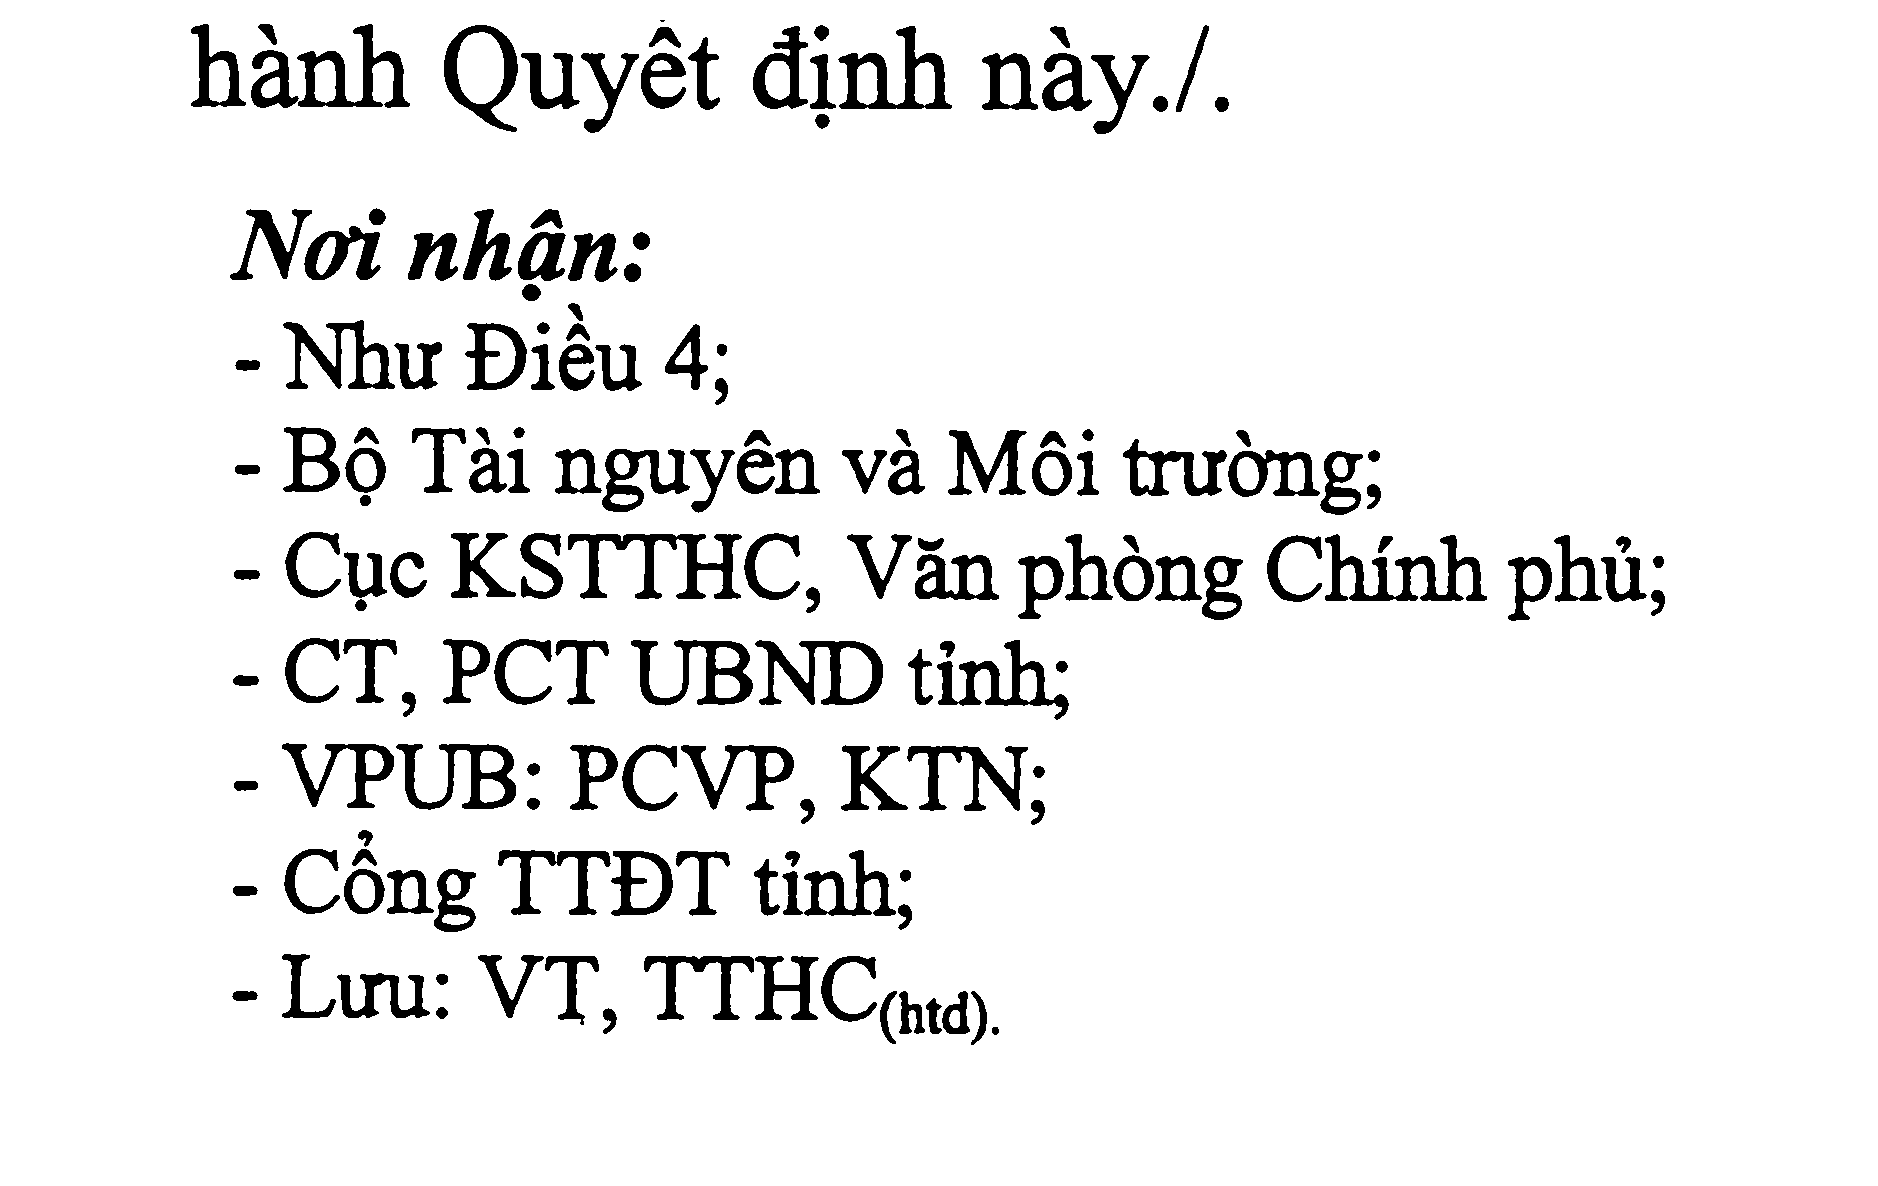 hành Quyết định này./.
Nơi nhận:
- Như Điều 4;
- Bộ Tài nguyên và Môi trường;
- Cục KSTTHC, Văn phòng Chính phủ;
- CT, PCT UBND tỉnh;
- VPUB: PCVP, KTN;
- Cổng TTĐT tỉnh;
- Lưu: VT, TTHC(htd).